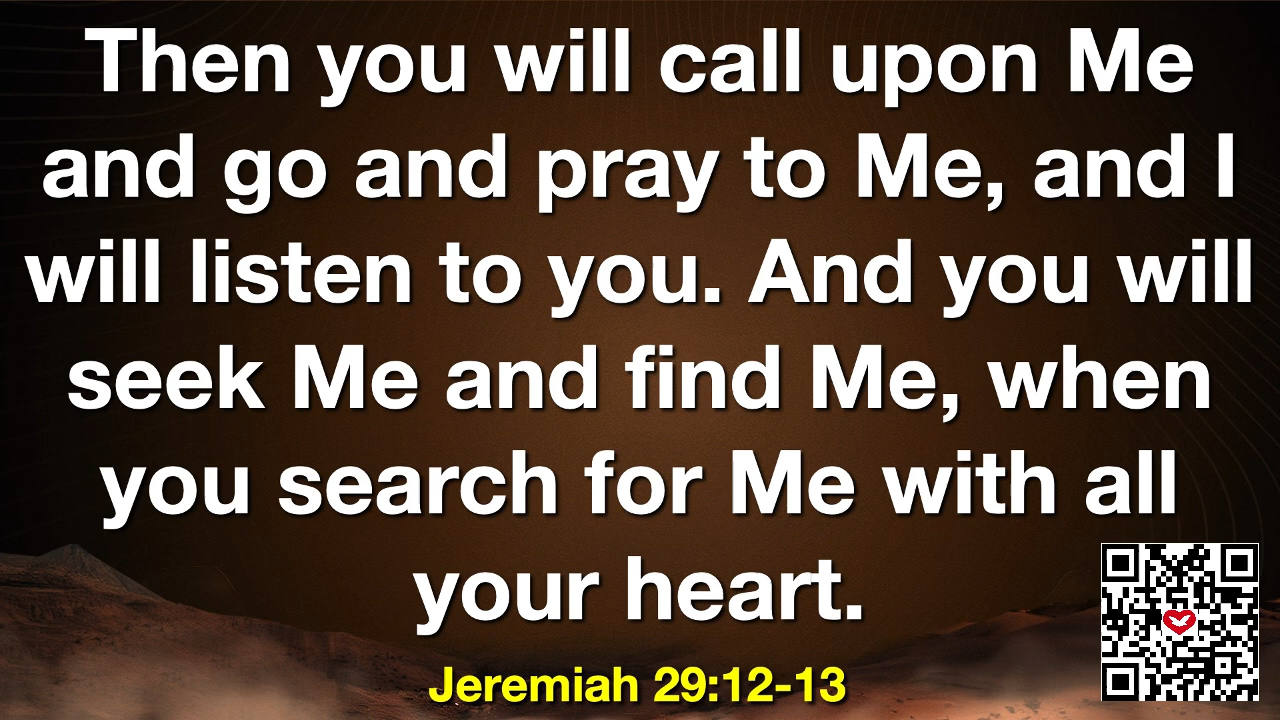 Then you will call upon Me
and go and pray to Me, and I
will listen to you. And you will
seek Me and find Me, when
you search for Me with all
your heart.
Jeremiah 29:12-13